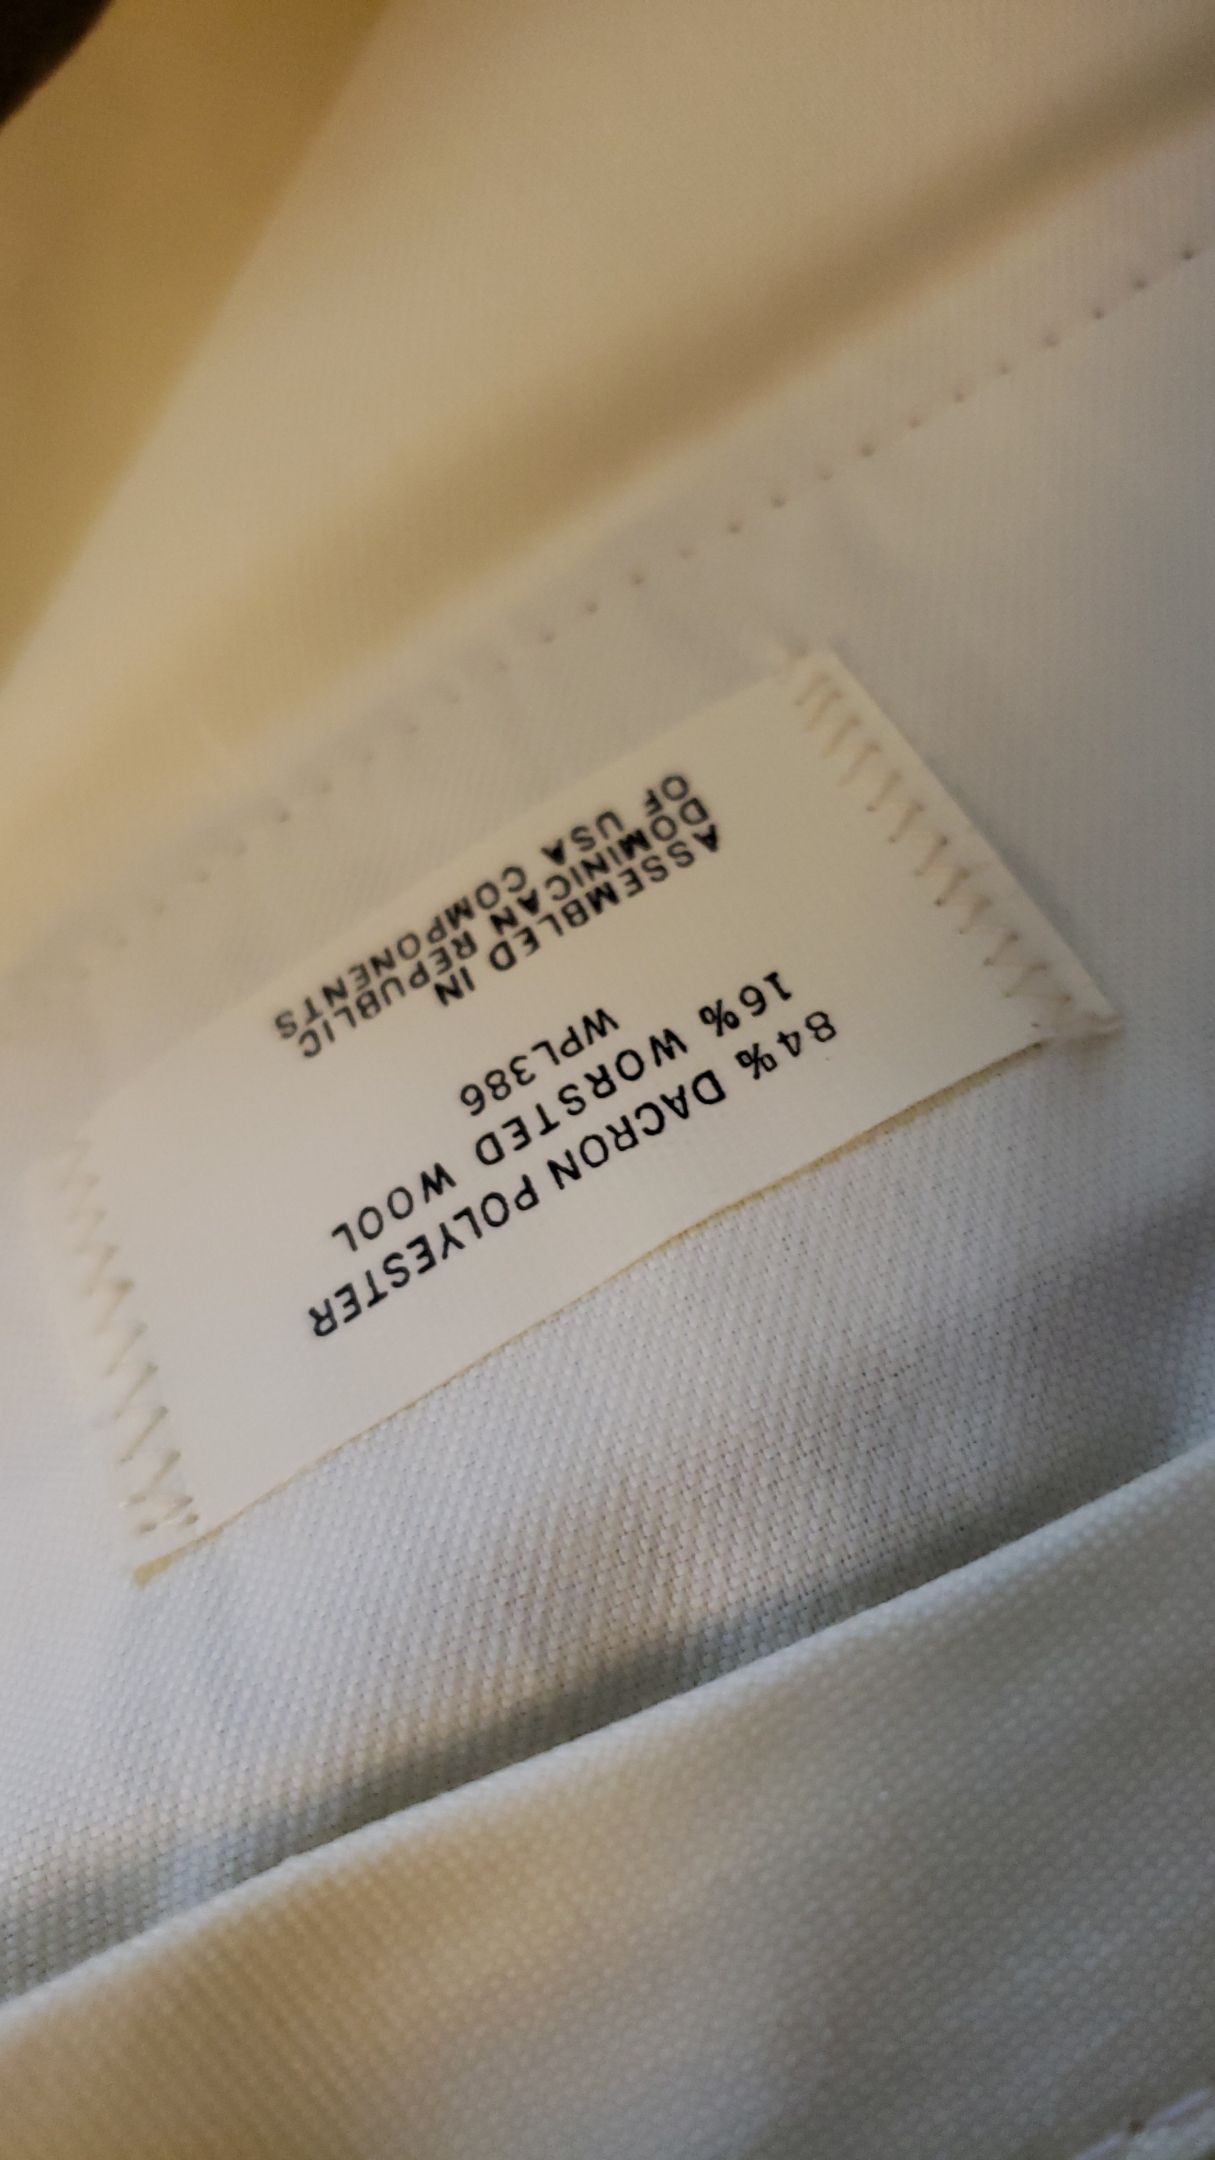 84% DACRON POLYESTER
16% WORSTED WOOL
WPL386
ASSEMBLED IN
DOMINICAN REPUBLIC
OF USA COMPONENTS